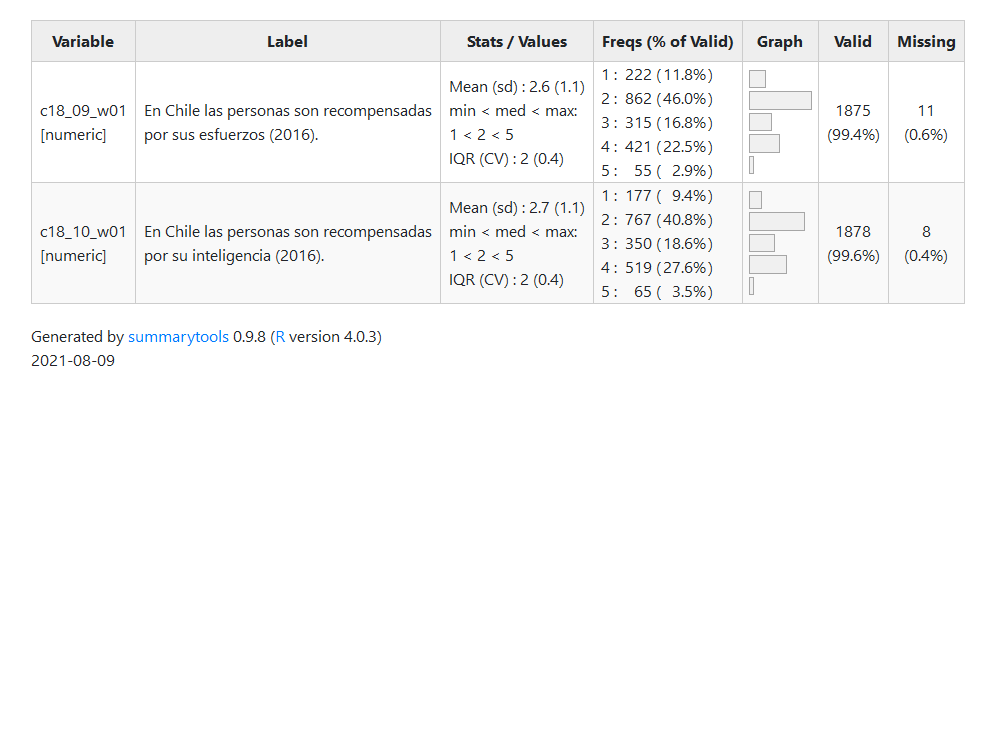 Variable Label Stats / Values Freqs (% of Valid) Graph Valid Missing
c18_09_w01
[numeric]
En Chile las personas son recompensadas
por sus esfuerzos (2016).
Mean (sd) : 2.6 (1.1)
min < med < max:
1 < 2 < 5
IQR (CV) : 2 (0.4)
1 : 222 (11.8%)
2 : 862 (46.0%)
3 : 315 (16.8%)
4 : 421 (22.5%)
5 : 55 ( 2.9%)
1875
(99.4%)
11
(0.6%)
c18_10_w01
[numeric]
En Chile las personas son recompensadas
por su inteligencia (2016).
Mean (sd) : 2.7 (1.1)
min < med < max:
1 < 2 < 5
IQR (CV) : 2 (0.4)
1 : 177 ( 9.4%)
2 : 767 (40.8%)
3 : 350 (18.6%)
4 : 519 (27.6%)
5 : 65 ( 3.5%)
1878
(99.6%)
8
(0.4%)
Generated by summarytools 0.9.8 (R version 4.0.3)
2021-08-09